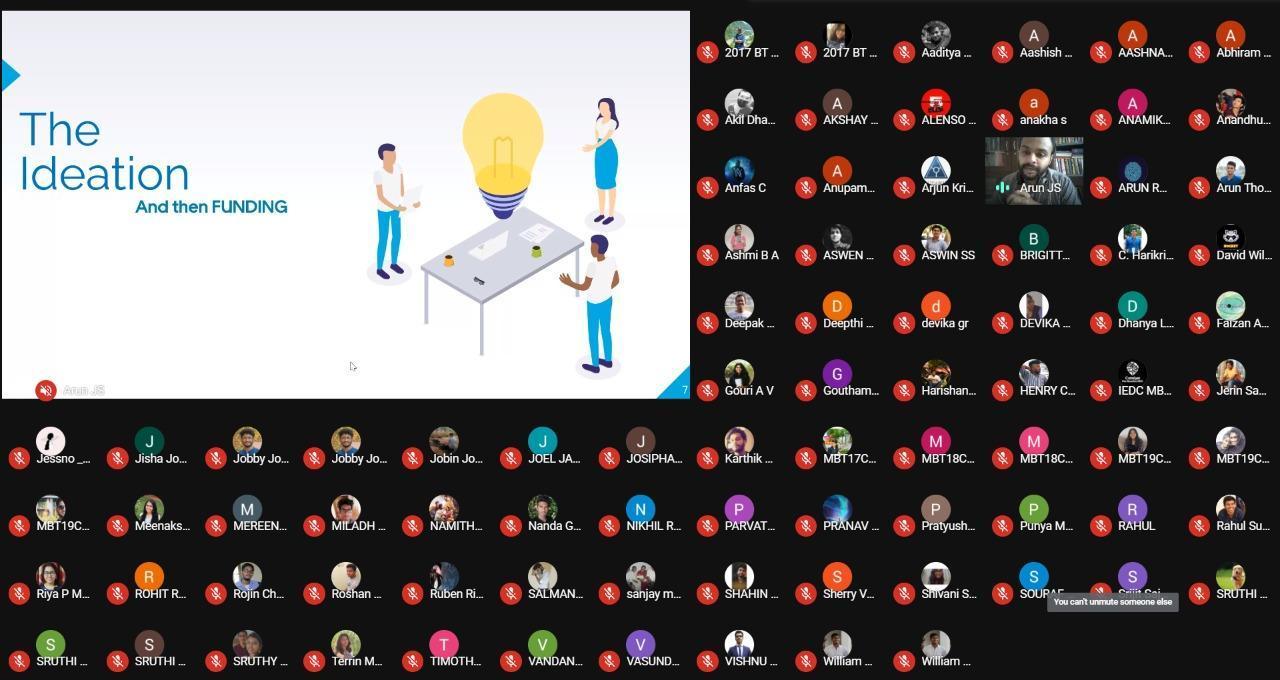 The
Ideation
And then FUNDING
Arun JS
7
2017 BT ...
2017 BT ...
Aaditya ...
Aashish ...
AASHNA...
Abhiram ...
Akil Dha...
AKSHAY ...
ALENSO ...
anakha s
ANAMIK...
Anandhu...
Anfas C
Anupam...
Arjun Kri...
Arun JS
ARUN R...
Arun Tho...
Ashmi B A
ASWEN ...
ASWIN SS
BRIGITT...
C. Harikri...
David Wil...
Deepak ...
Deepthi ...
devika gr
DEVIKA ...
Dhanya L...
Faizan A...
Gouri A V
Goutham...
Harishan...
HENRY C...
IEDC MB...
Jerin Sa...
Jessno _...
Jisha Jo...
Jobby Jo...
Jobby Jo...
Jobin Jo...
JOEL JA...
JOSIPHA...
Karthik ...
MBT17C...
MBT18C...
MBT18C...
MBT19C...
MBT19C...
MBT19C...
Meenaks...
MEREEN...
MILADH ...
NAMITH...
Nanda G...
NIKHIL R...
PARVAT...
PRANAV ...
Pratyush...
Punya M...
RAHUL
Rahul Su...
Riya P M...
ROHIT R...
Rojin Ch...
Roshan ...
Ruben Ri...
SALMAN...
sanjay m...
SHAHIN ...
Sherry V...
Shivani S...
You can't unmute someone else
SRUTHI ...
SRUTHI ...
SRUTHI ...
SRUTHY ...
Terrin M...
TIMOTH...
VANDAN...
VASUND...
VISHNU ...
William ...
William ...